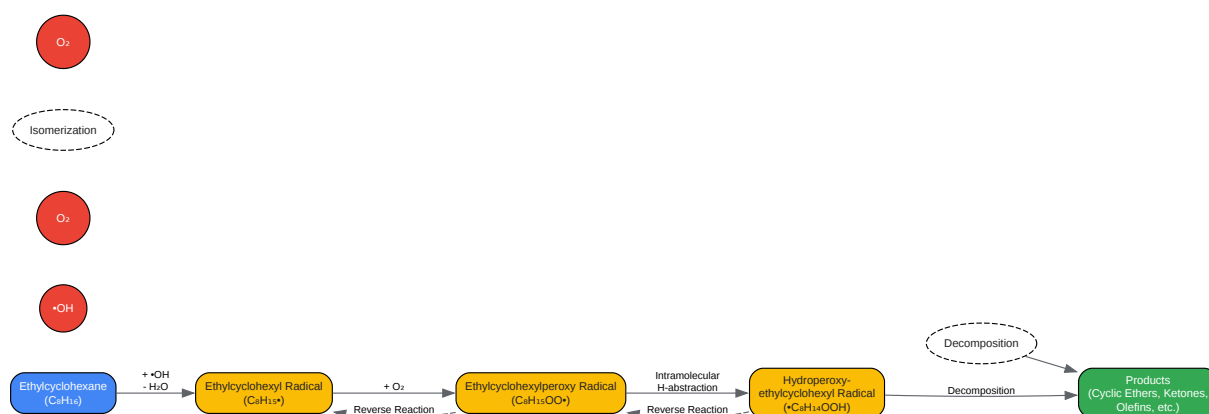 O₂
Isomerization
O₂
•OH
Decomposition
Ethylcyclohexane
(C₈H₁₆)
+ •OH
- H₂O
Ethylcyclohexyl Radical
(C₈H₁₅•)
+ O₂
Reverse Reaction
Ethylcyclohexylperoxy Radical
(C₈H₁₅OO•)
Intramolecular
H-abstraction
Reverse Reaction
Hydroperoxy-
ethylcyclohexyl Radical
(•C₈H₁₄OOH)
Decomposition
Products
(Cyclic Ethers, Ketones,
Olefins, etc.)